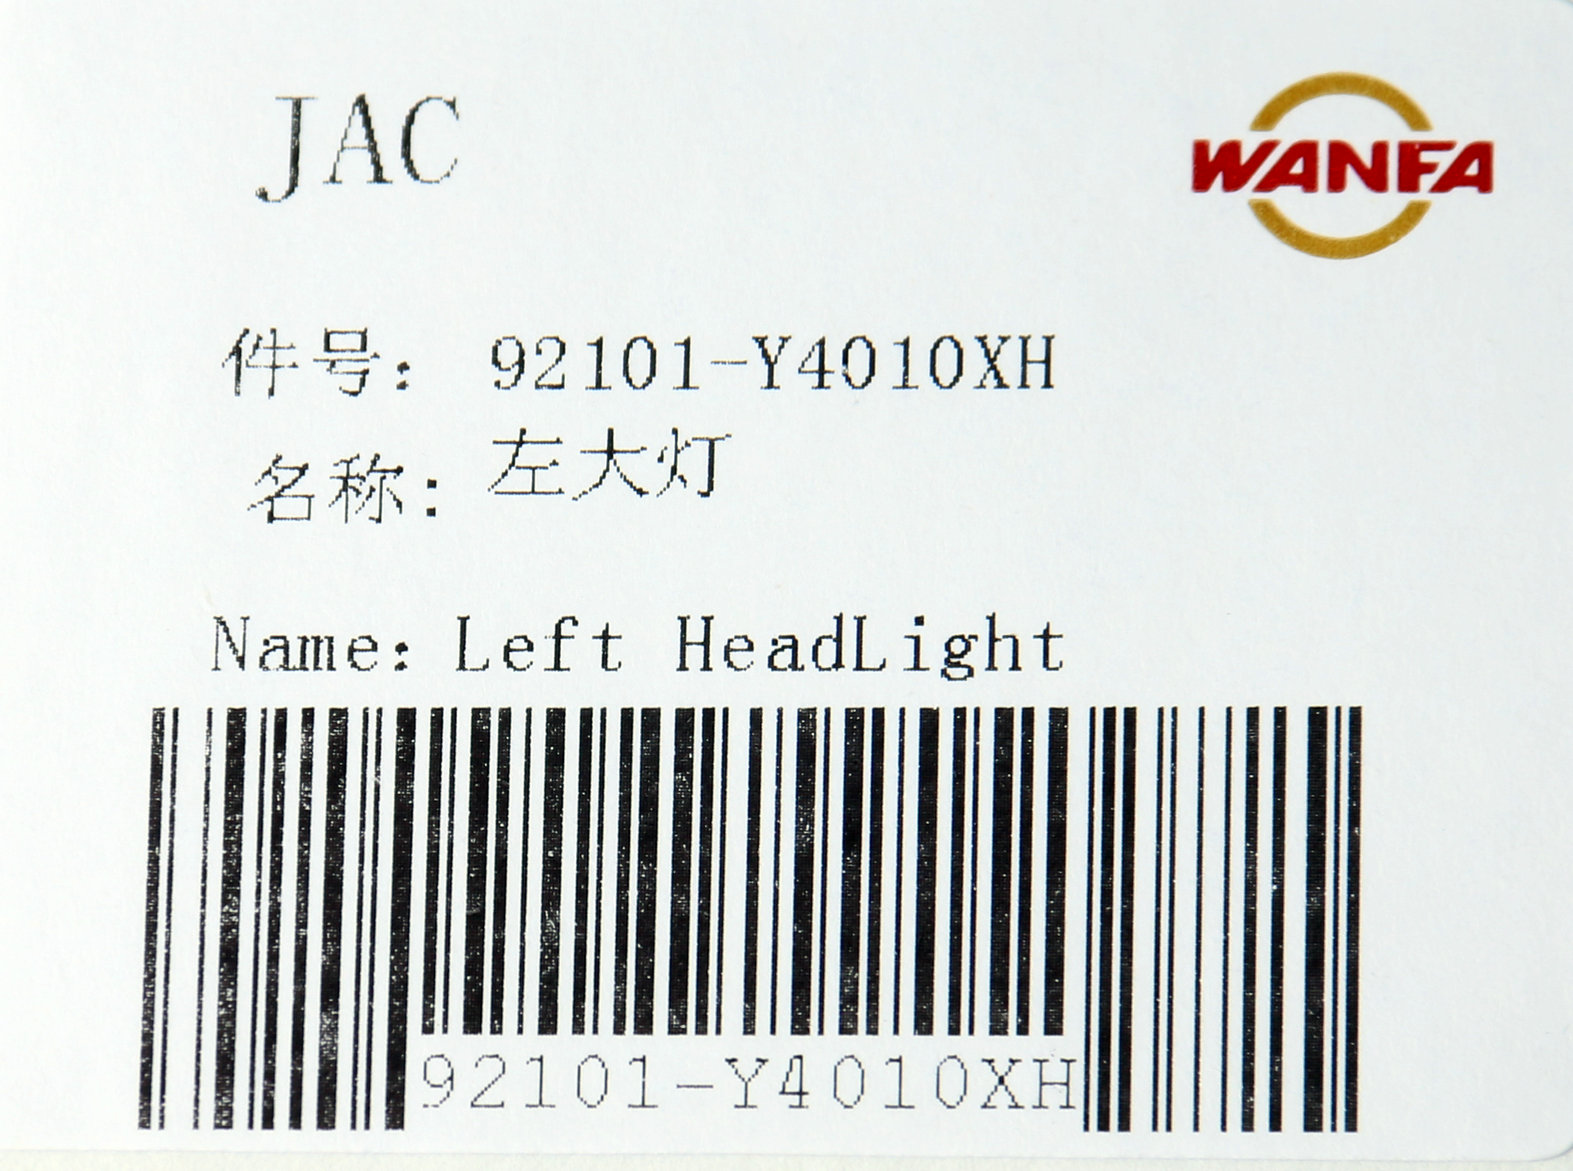 JAC
WANFA
件号: 92101-Y4010XH
名称: 左大灯
Name: Left HeadLight
92101-Y4010XH